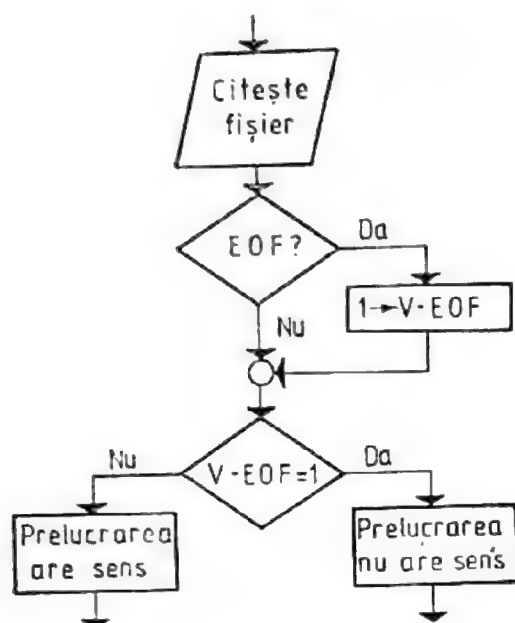 Citește
fișier
EOF?
Da
1→V-EOF
Nu
Nu
V-EOF=1
Da
Prelucrarea
are sens
Prelucrarea
nu are sens